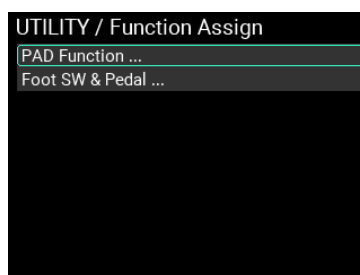 UTILITY / Function Assign
PAD Function ...
Foot SW & Pedal ...